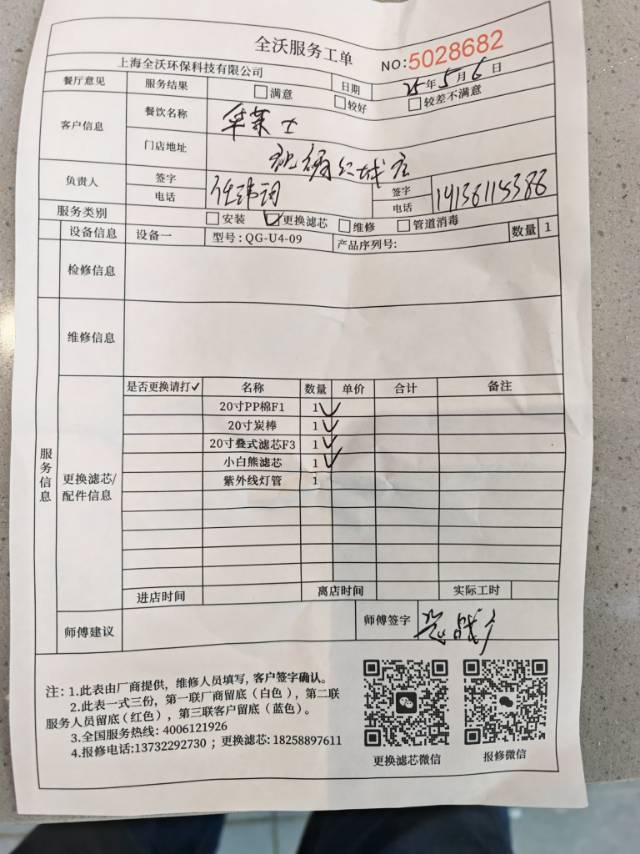 全沃服务工单
NO:5028682
上海全沃环保科技有限公司 日期 25年5月6日
餐厅意见 服务结果 □满意 □较好 □较差不满意
客户信息 餐饮名称 华莱士
门店地址
负责人 签字 签字
电话 电话 19136115388
服务类别 □安装 ☑更换滤芯 □维修 □管道消毒
设备信息 设备一 型号: QG-U4-09 产品序列号: 数量 1
检修信息
服务信息
维修信息
更换滤芯/配件信息
是否更换请打✓ 名称 数量 单价 合计 备注
20寸PP棉F1 1 ✓
20寸炭棒 1 ✓
20寸叠式滤芯F3 1 ✓
小白熊滤芯 1 ✓
紫外线灯管 1
进店时间 离店时间 实际工时
师傅建议 师傅签字
注: 1.此表由厂商提供，维修人员填写, 客户签字确认。
2.此表一式三份，第一联厂商留底（白色），第二联
服务人员留底（红色），第三联客户留底（蓝色）。
3.全国服务热线: 4006121926
4.报修电话:13732292730 ；更换滤芯: 18258897611
更换滤芯微信 报修微信